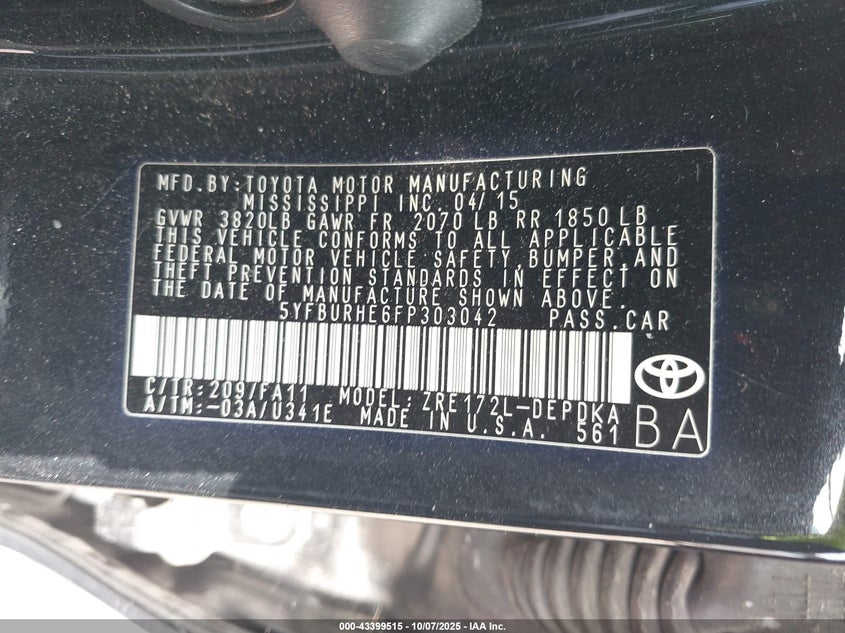 MFD. BY: TOYOTA MOTOR MANUFACTURING
MISSISSIPPI INC. 04/15
GVWR 3820LB GAWR FR 2070 LB RR 1850 LB
THIS VEHICLE CONFORMS TO ALL APPLICABLE
FEDERAL MOTOR VEHICLE SAFETY, BUMPER, AND
THEFT PREVENTION STANDARDS IN EFFECT ON
THE DATE OF MANUFACTURE SHOWN ABOVE.
5YFBURHE6FP303042 PASS. CAR
C/TR: 209/FA11 MODEL: ZRE172L-DEPDKA
A/TM: -03A/U341E MADE IN U.S.A. 561
BA
000-43399515 - 10/07/2025 - IAA Inc.